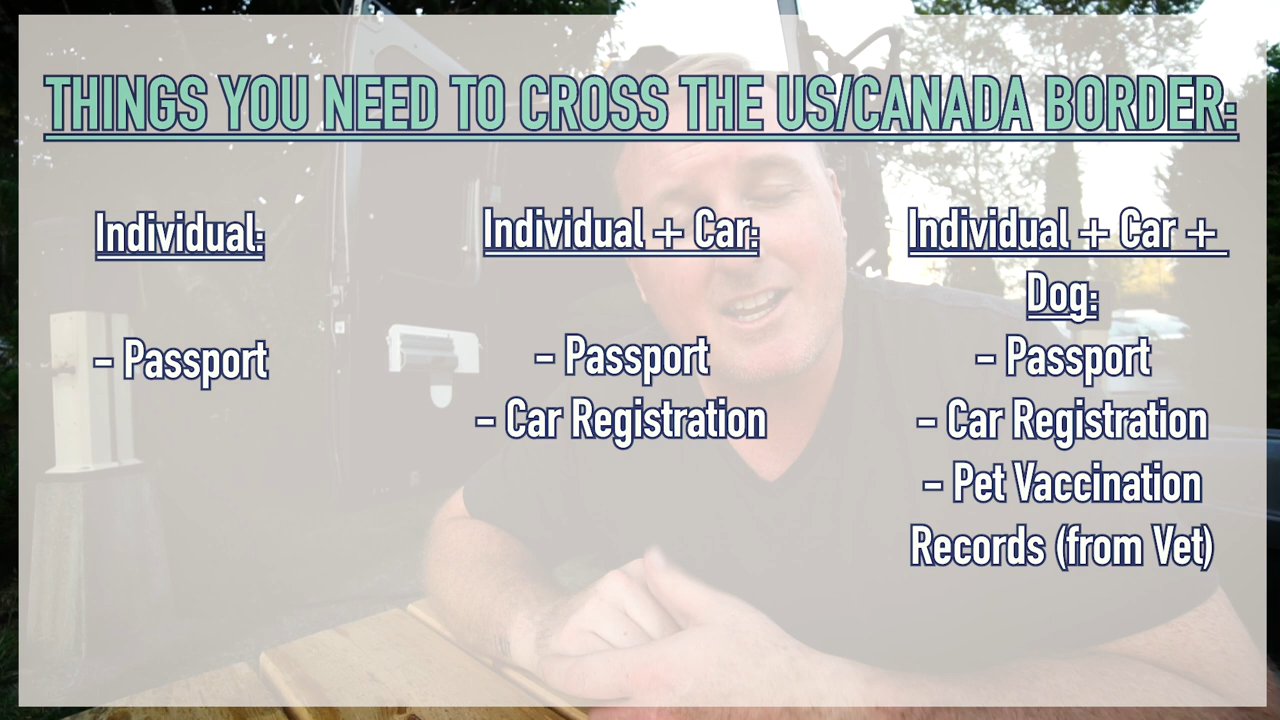 THINGS YOU NEED TO CROSS THE US/CANADA BORDER:
Individual:
- Passport
Individual + Car:
- Passport
- Car Registration
Individual + Car +
Dog:
- Passport
- Car Registration
- Pet Vaccination
Records (from Vet)